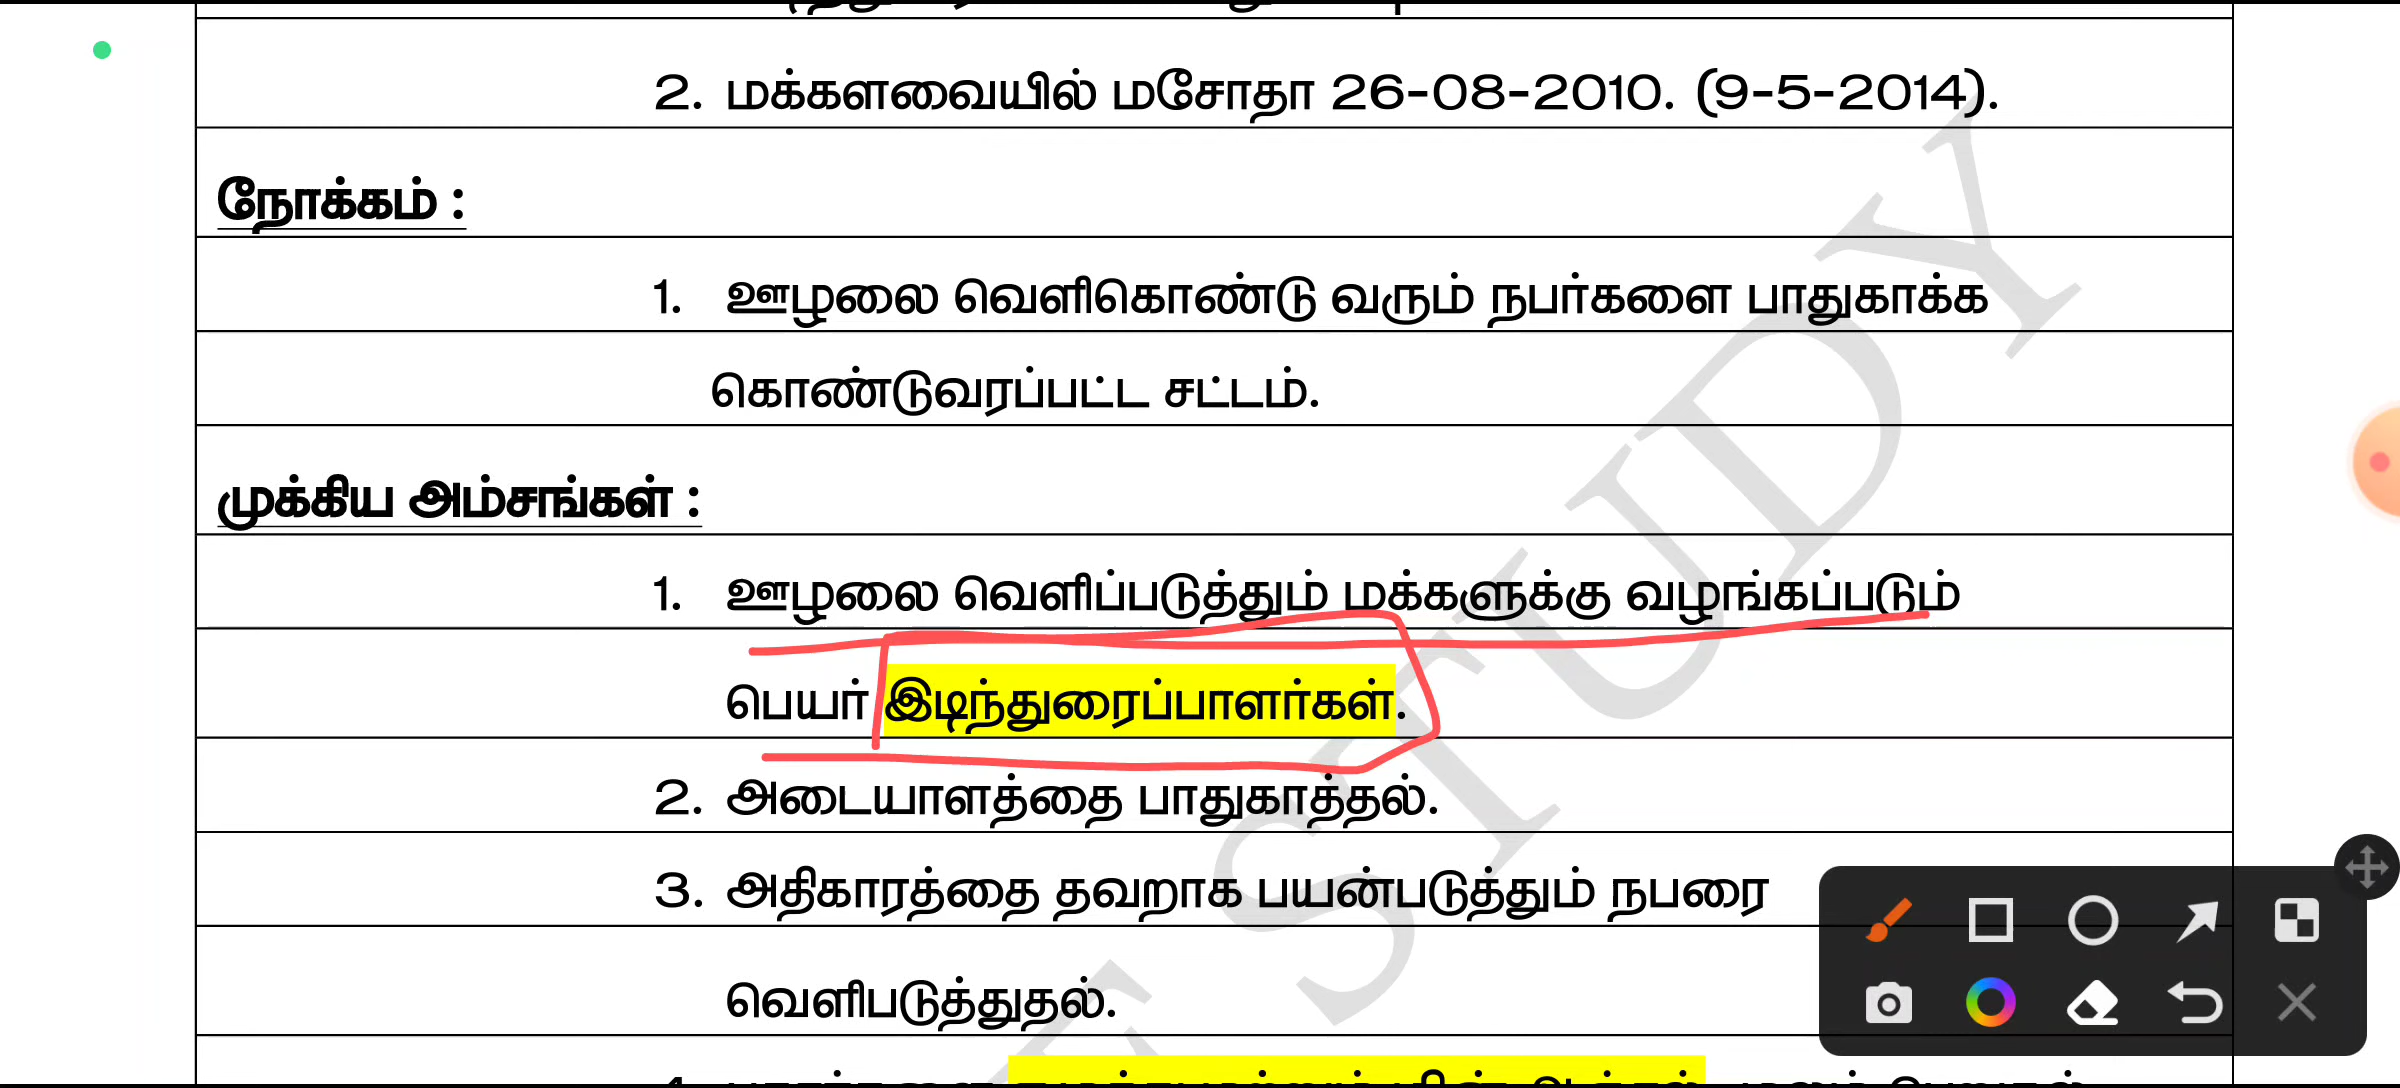 2. மக்களவையில் மசோதா 26-08-2010. (9-5-2014).
நோக்கம் :
1. ஊழலை வெளிகொண்டு வரும் நபர்களை பாதுகாக்க
கொண்டுவரப்பட்ட சட்டம்.
முக்கிய அம்சங்கள் :
1. ஊழலை வெளிப்படுத்தும் மக்களுக்கு வழங்கப்படும்
பெயர் இடிந்துரைப்பாளர்கள்.
2. அடையாளத்தை பாதுகாத்தல்.
3. அதிகாரத்தை தவறாக பயன்படுத்தும் நபரை
வெளிபடுத்துதல்.
STUDY